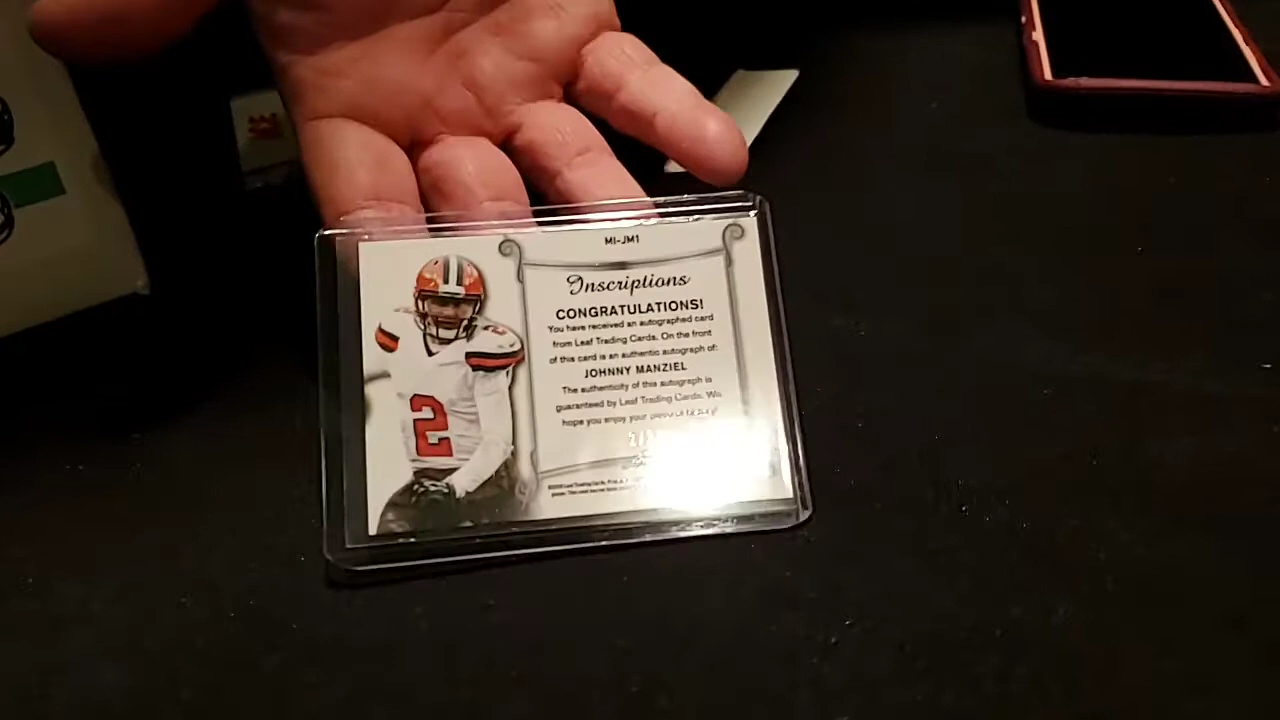 MI-JM1
Inscriptions
CONGRATULATIONS!
You have received an autographed card
from Leaf Trading Cards. On the front
of this card is an authentic autograph of:
JOHNNY MANZIEL
The authenticity of this autograph is
guaranteed by Leaf Trading Cards. We
hope you enjoy your
2
2